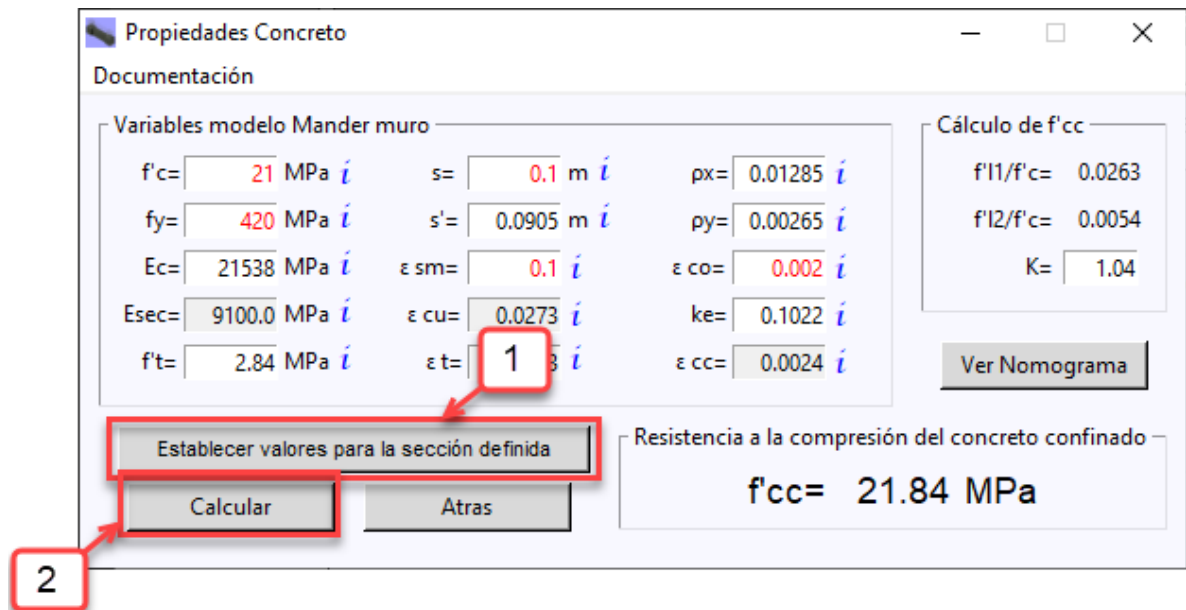 Propiedades Concreto
Documentación
Variables modelo Mander muro
f'c= 21 MPa i s= 0.1 m i ρx= 0.01285 i
fy= 420 MPa i s'= 0.0905 m i ρy= 0.00265 i
Ec= 21538 MPa i ε sm= 0.1 i ε co= 0.002 i
Esec= 9100.0 MPa i ε cu= 0.0273 i ke= 0.1022 i
f't= 2.84 MPa i ε t= i ε cc= 0.0024 i
Cálculo de f'cc
f'l1/f'c= 0.0263
f'l2/f'c= 0.0054
K= 1.04
Ver Nomograma
1
Establecer valores para la sección definida
Calcular
Atras
2
Resistencia a la compresión del concreto confinado
f'cc= 21.84 MPa